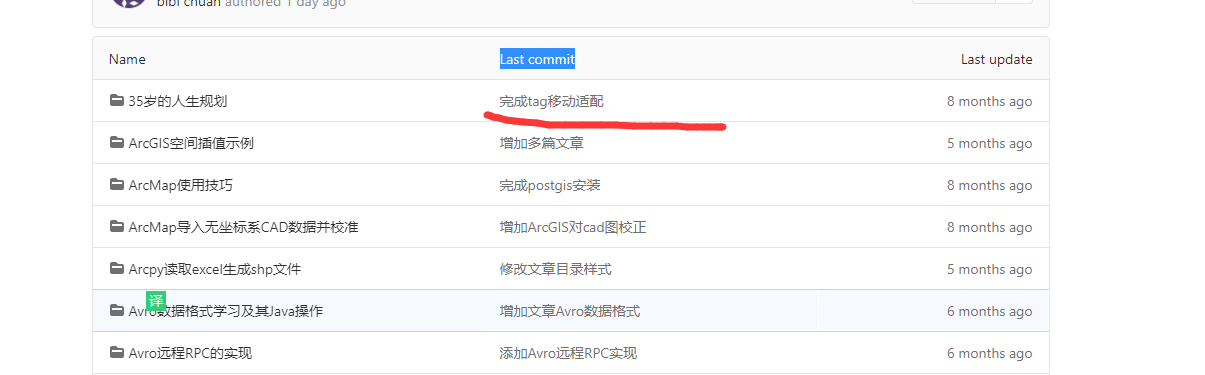 bibi chuan authored 1 day ago
Name Last commit Last update
35岁的人生规划 完成tag移动适配 8 months ago
ArcGIS空间插值示例 增加多篇文章 5 months ago
ArcMap使用技巧 完成postgis安装 8 months ago
ArcMap导入无坐标系CAD数据并校准 增加ArcGIS对cad图校正 8 months ago
Arcpy读取excel生成shp文件 修改文章目录样式 5 months ago
译
Avro数据格式学习及其Java操作 增加文章Avro数据格式 6 months ago
Avro远程RPC的实现 添加Avro远程RPC实现 6 months ago